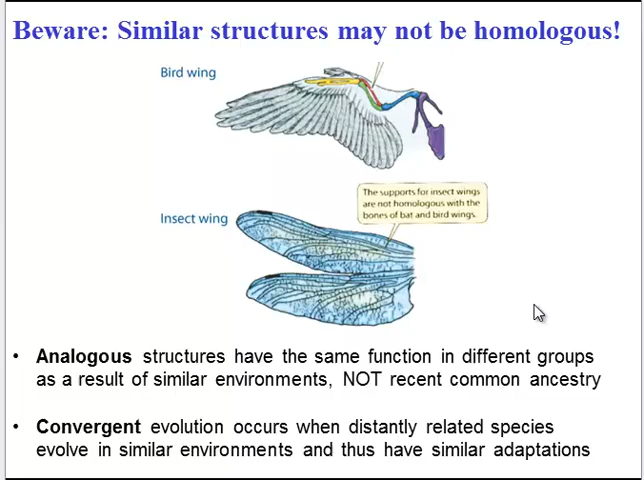 Beware: Similar structures may not be homologous!
Bird wing
The supports for insect wings
are not homologous with the
bones of bat and bird wings.
Insect wing
• Analogous structures have the same function in different groups
as a result of similar environments, NOT recent common ancestry
• Convergent evolution occurs when distantly related species
evolve in similar environments and thus have similar adaptations